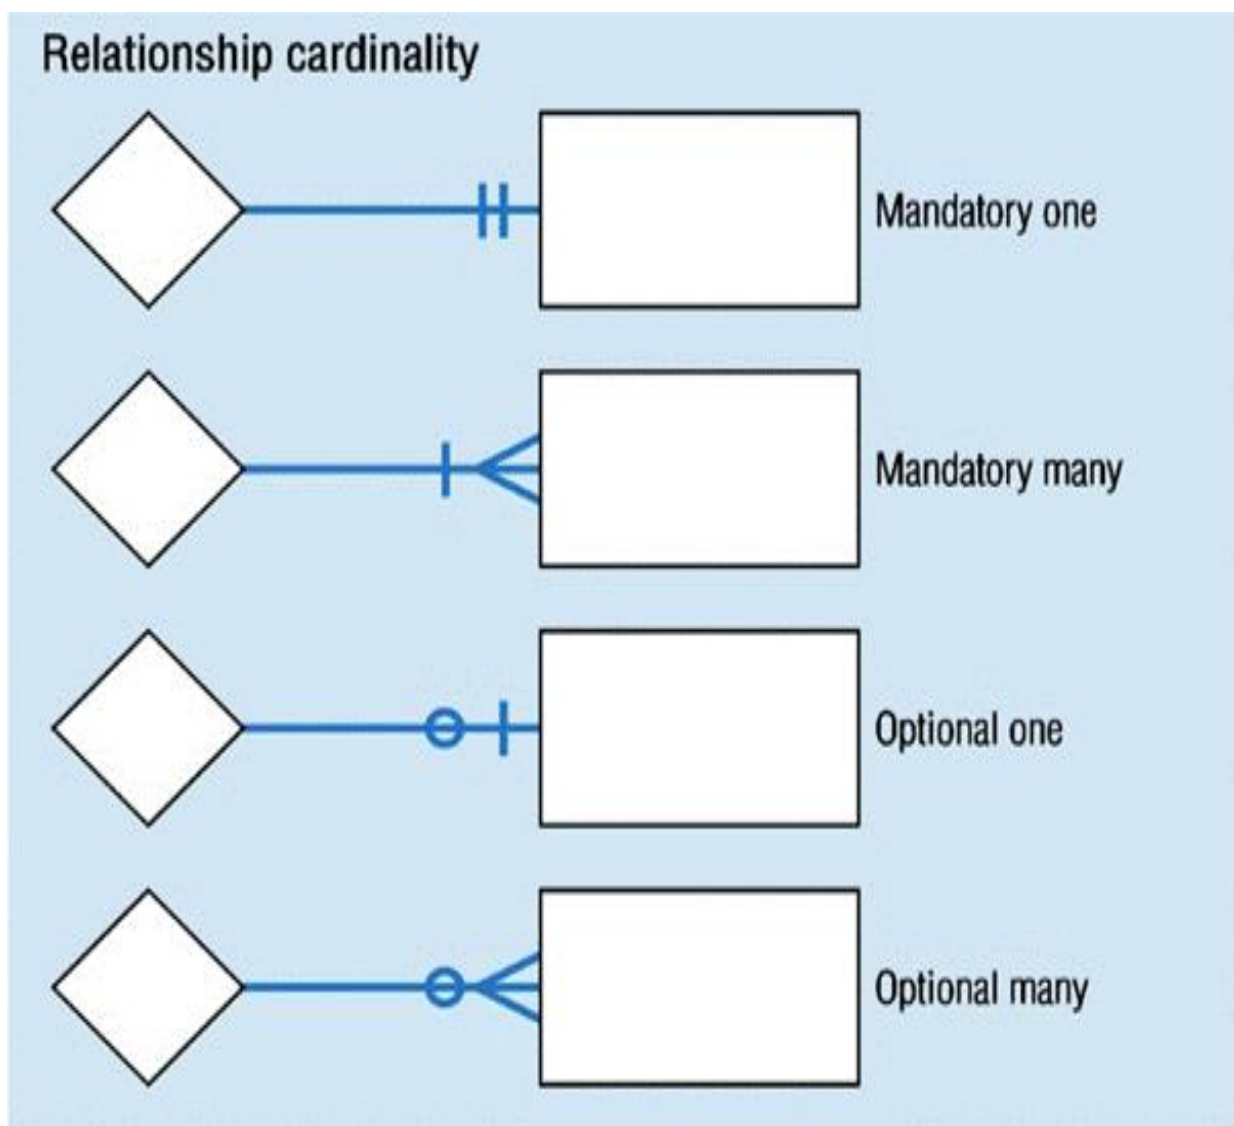 Relationship cardinality
Mandatory one
Mandatory many
Optional one
Optional many